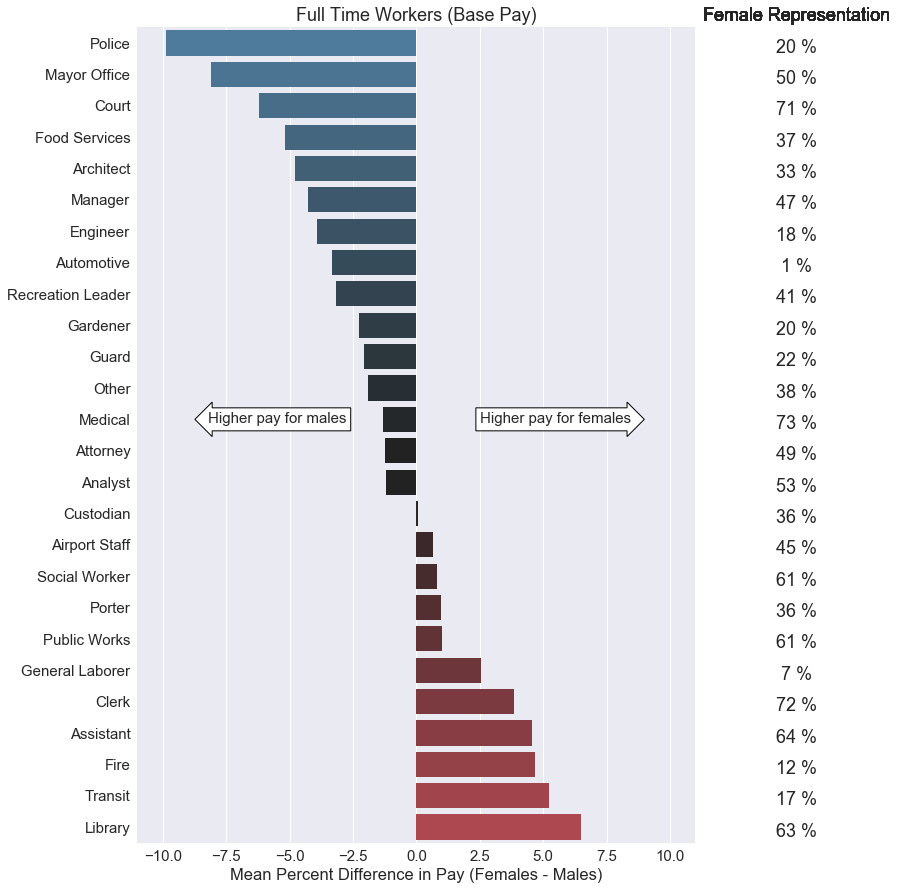 Full Time Workers (Base Pay) Female Representation
Police 20 %
Mayor Office 50 %
Court 71 %
Food Services 37 %
Architect 33 %
Manager 47 %
Engineer 18 %
Automotive 1 %
Recreation Leader 41 %
Gardener 20 %
Guard 22 %
Other 38 %
Medical Higher pay for males Higher pay for females 73 %
Attorney 49 %
Analyst 53 %
Custodian 36 %
Airport Staff 45 %
Social Worker 61 %
Porter 36 %
Public Works 61 %
General Laborer 7 %
Clerk 72 %
Assistant 64 %
Fire 12 %
Transit 17 %
Library 63 %
−10.0 −7.5 −5.0 −2.5 0.0 2.5 5.0 7.5 10.0
Mean Percent Difference in Pay (Females - Males)